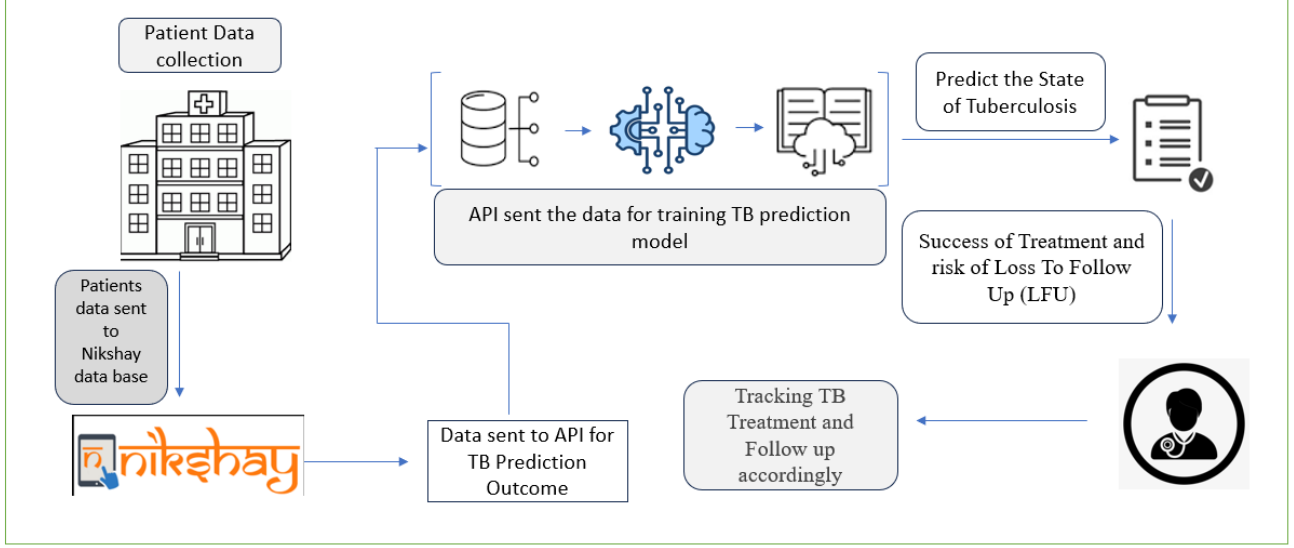 Patient Data
collection
Patients
data sent
to
Nikshay
data base
n
nikshay
Data sent to API for
TB Prediction
Outcome
API sent the data for training TB prediction
model
Predict the State
of Tuberculosis
Success of Treatment and
risk of Loss To Follow
Up (LFU)
Tracking TB
Treatment and
Follow up
accordingly